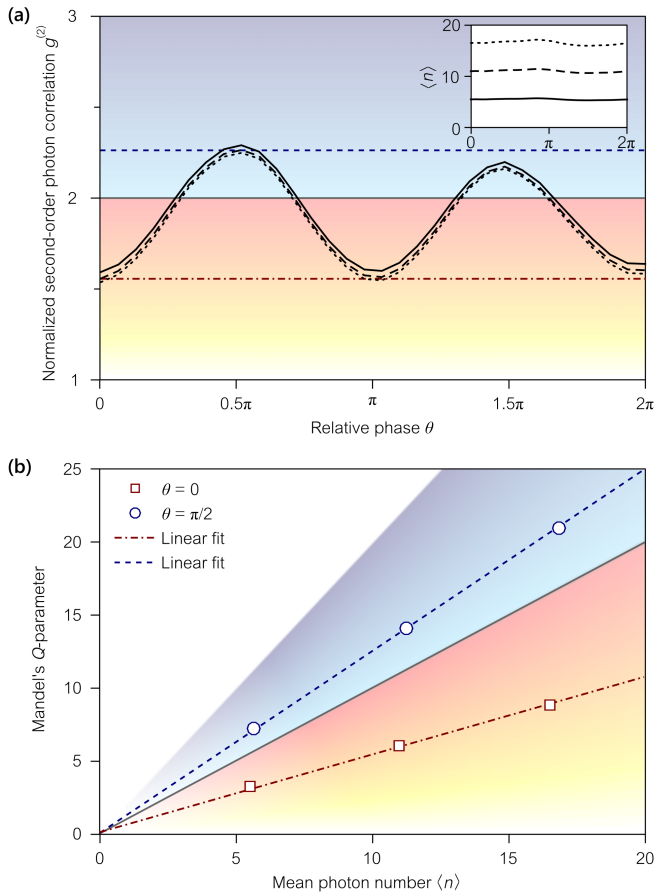 (a)
Normalized second-order photon correlation g(2)
3
2
1
0
0.5π
π
1.5π
2π
Relative phase θ
⟨n⟩
20
10
0
0
π
2π
(b)
Mandel's Q-parameter
25
20
15
10
5
0
θ = 0
θ = π/2
Linear fit
Linear fit
0
5
10
15
20
Mean photon number ⟨n⟩